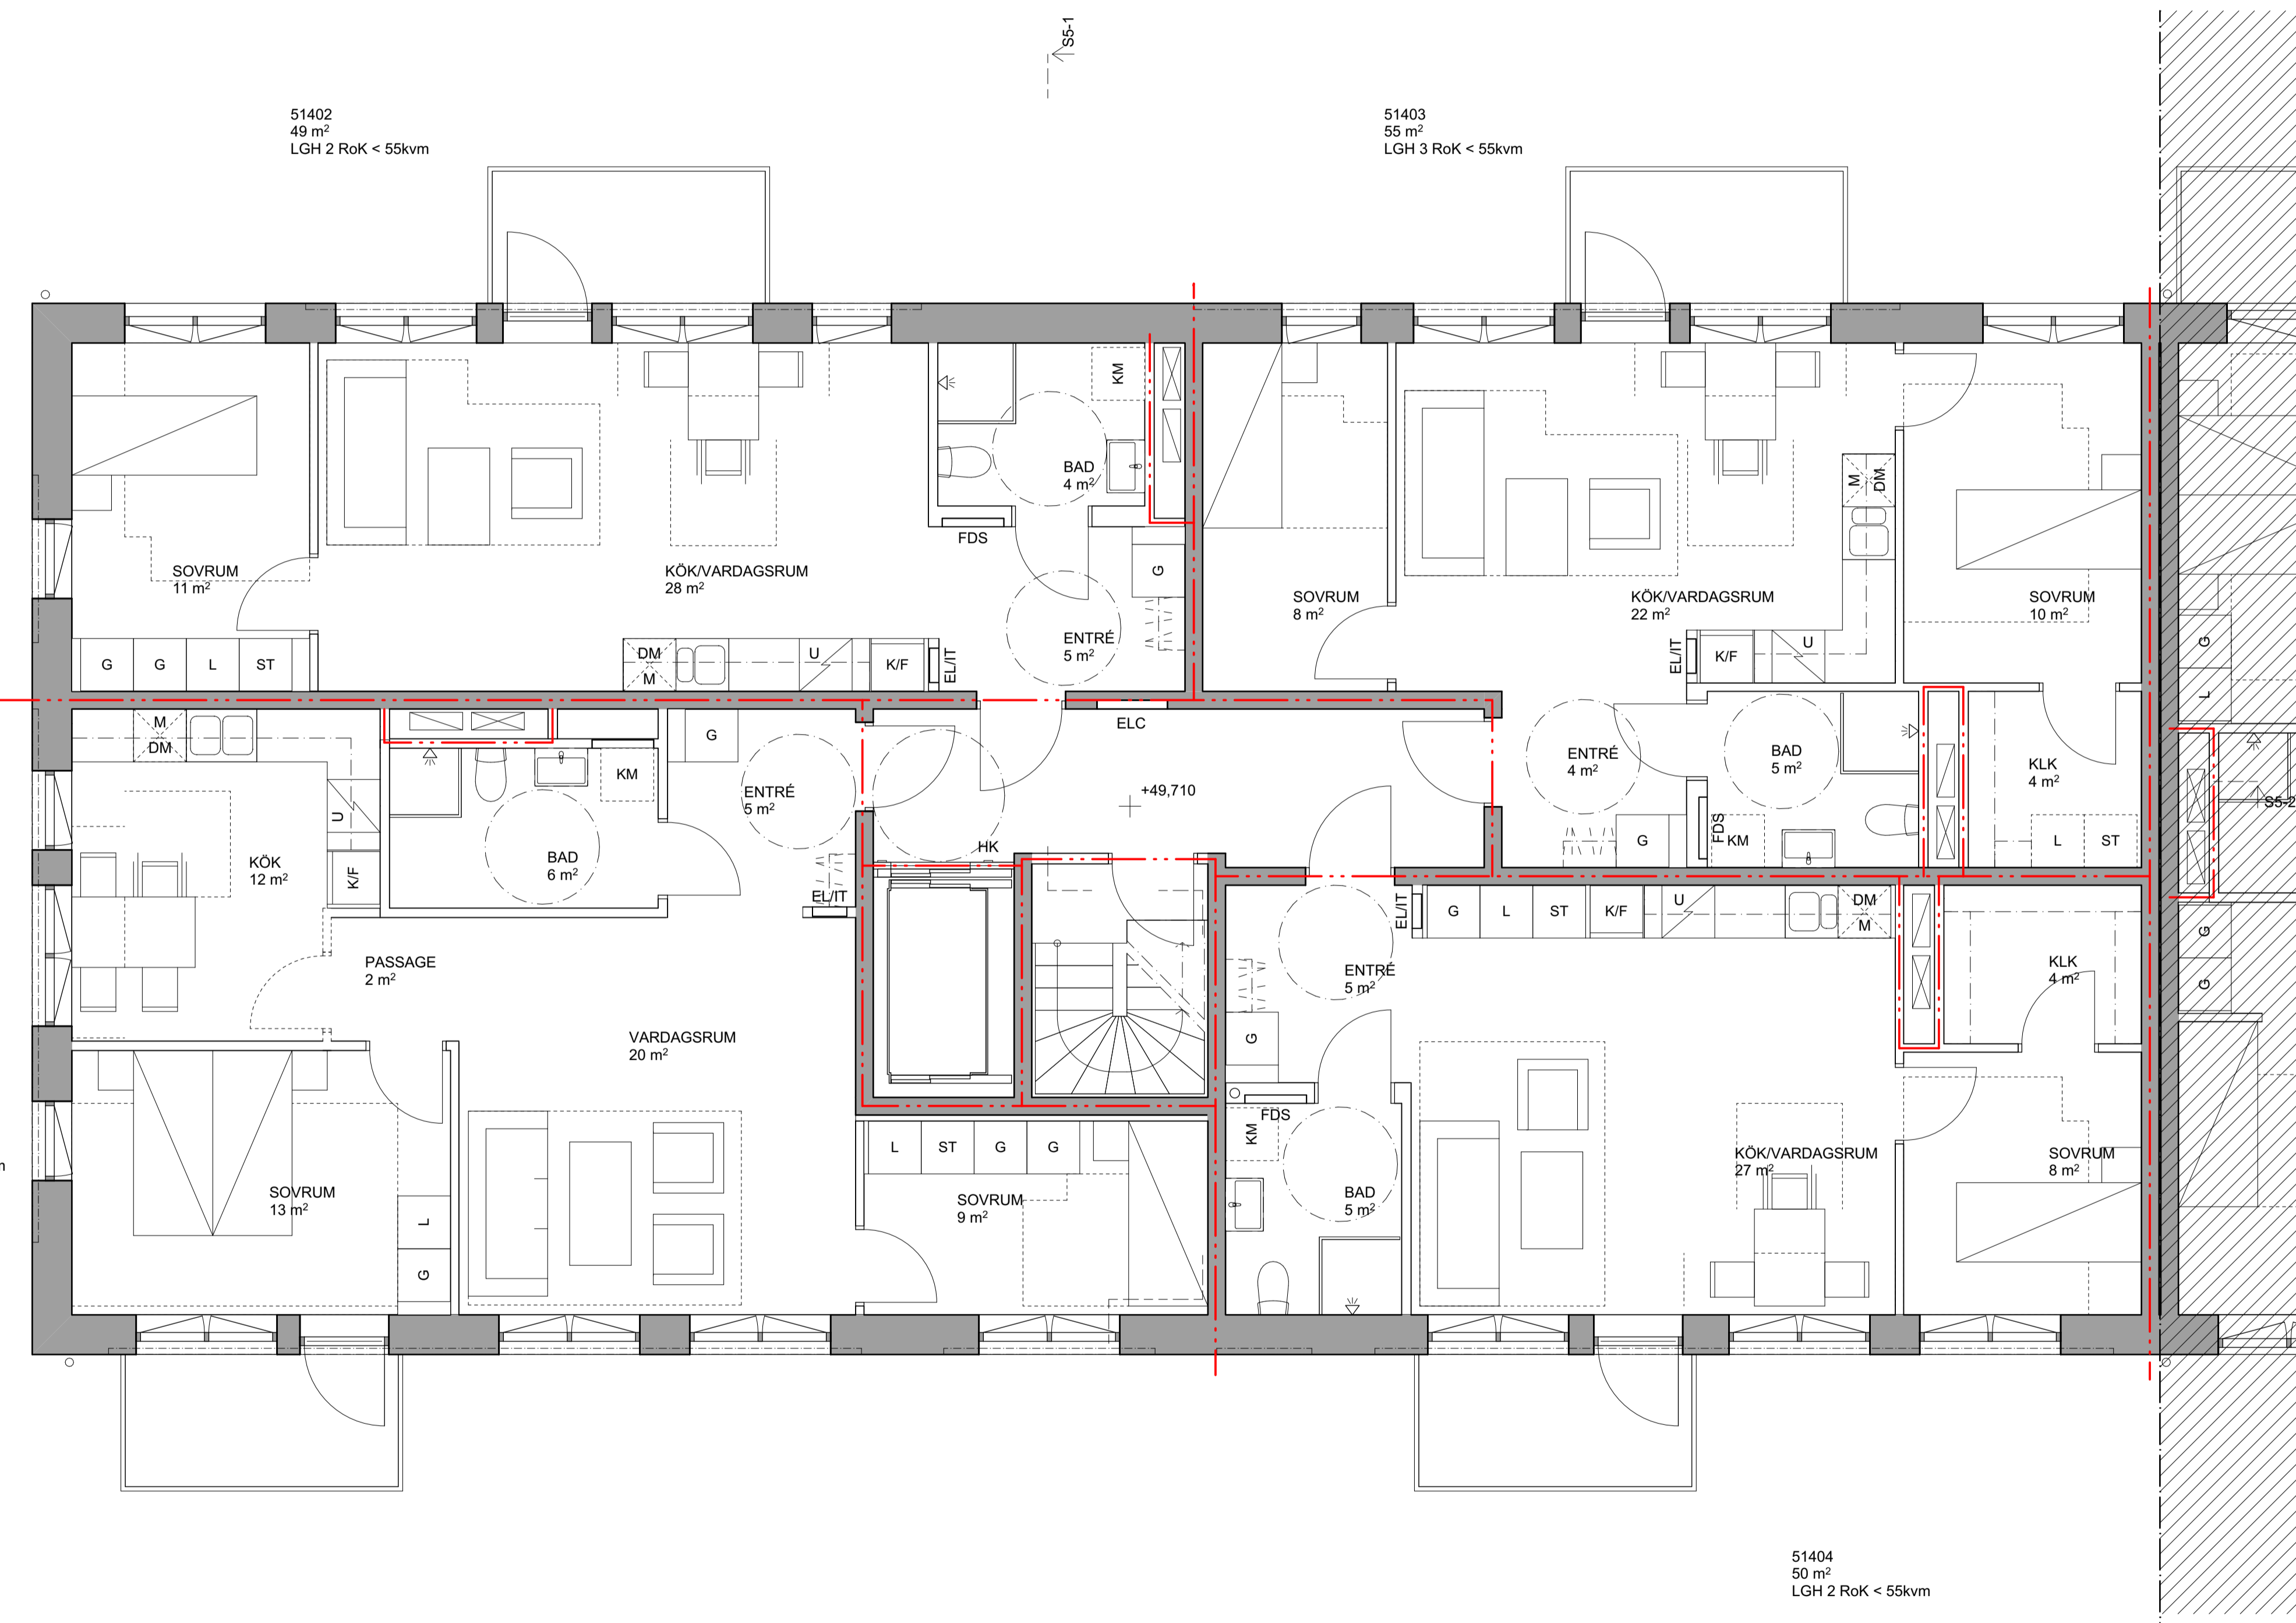 S5-1
51402
49 m²
LGH 2 RoK < 55kvm
51403
55 m²
LGH 3 RoK < 55kvm
KM
BAD
4 m²
FDS
G
SOVRUM
11 m²
KÖK/VARDAGSRUM
28 m²
ENTRÉ
5 m²
G
G
L
ST
DM
M
U
K/F
EL/IT
SOVRUM
8 m²
KÖK/VARDAGSRUM
22 m²
M
DM
EL/IT
K/F
U
SOVRUM
10 m²
G
L
ELC
M
DM
U
K/F
KÖK
12 m²
KM
BAD
6 m²
G
ENTRÉ
5 m²
EL/IT
HK
+49,710
ENTRÉ
4 m²
G
FDS
KM
BAD
5 m²
KLK
4 m²
L
ST
S5-2
PASSAGE
2 m²
VARDAGSRUM
20 m²
SOVRUM
13 m²
L
G
L
ST
G
G
SOVRUM
9 m²
EL/IT
G
L
ST
K/F
U
DM
M
ENTRÉ
5 m²
G
FDS
KM
BAD
5 m²
KLK
4 m²
KÖK/VARDAGSRUM
27 m²
SOVRUM
8 m²
G
G
m
51404
50 m²
LGH 2 RoK < 55kvm